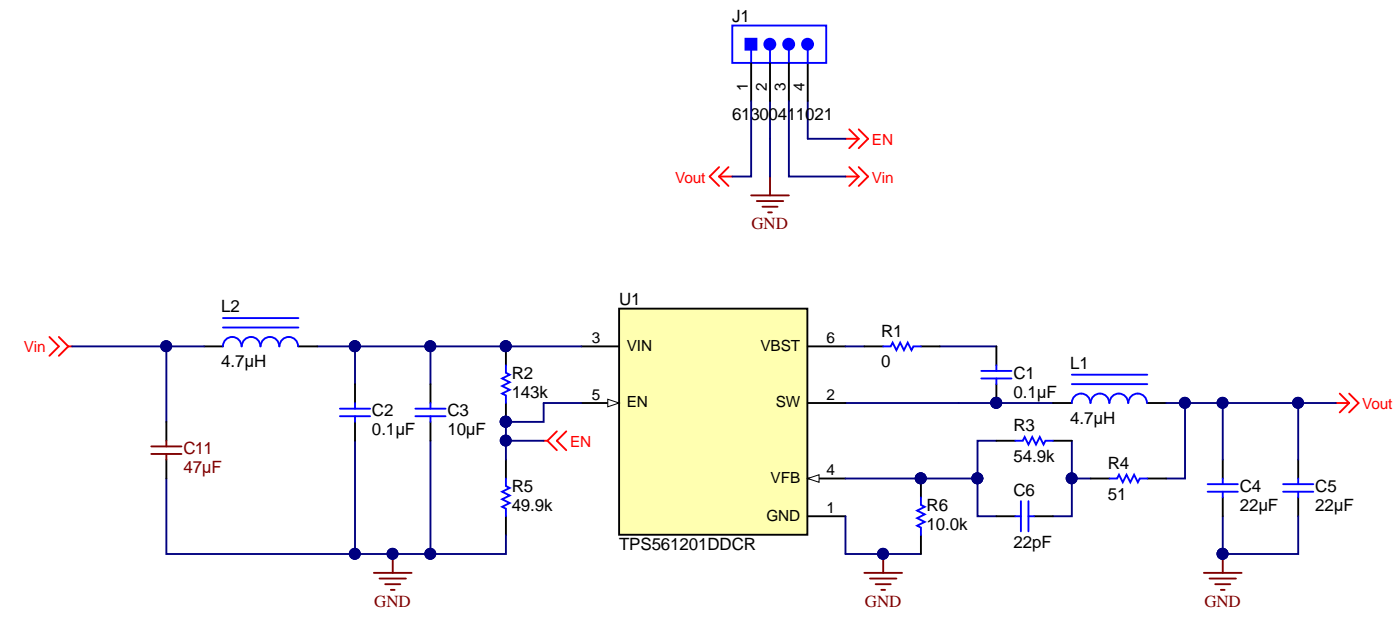 J1
1
2
3
4
61300411021
EN
Vout
Vin
GND
U1
L2
Vin
4.7µH
3
VIN
VBST
6
R1
0
R2
143k
5
EN
SW
2
C1
0.1µF
L1
4.7µH
Vout
C2
0.1µF
C3
10µF
EN
C11
47µF
R5
49.9k
VFB
4
R3
54.9k
R4
51
C6
22pF
R6
10.0k
GND
1
C4
22µF
C5
22µF
TPS561201DDCR
GND
GND
GND